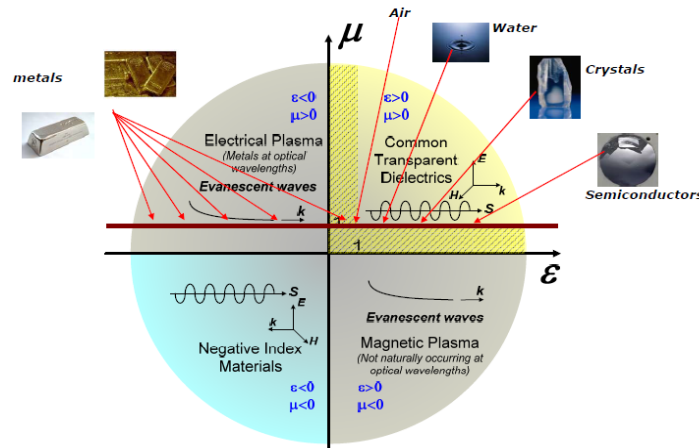 Air
μ
Water
Crystals
metals
Semiconductors
ε<0
μ>0
ε>0
μ>0
Electrical Plasma
(Metals at optical
wavelengths)
Evanescent waves
k
Common
Transparent
Dielectrics
E
H
k
S
1
1
ε
S
E
k
H
Negative Index
Materials
ε<0
μ<0
k
Evanescent waves
Magnetic Plasma
(Not naturally occurring at
optical wavelengths)
ε>0
μ<0